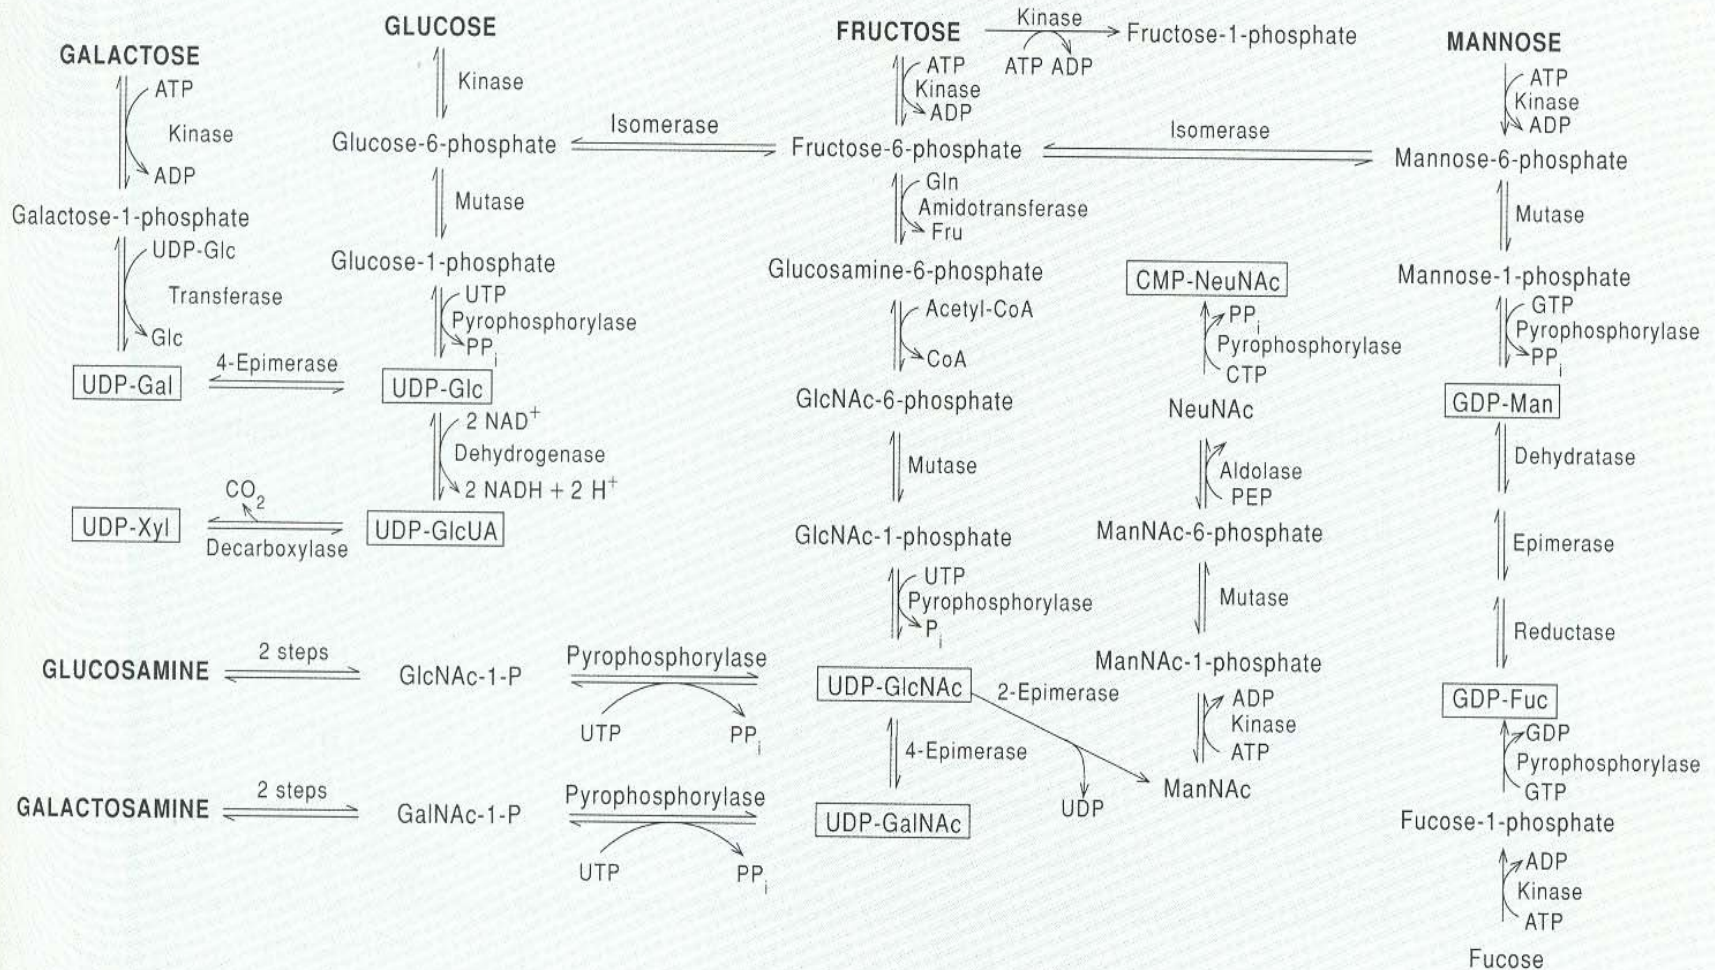 GALACTOSE
ATP
Kinase
ADP
Galactose-1-phosphate
UDP-Glc
Transferase
Glc
UDP-Gal
4-Epimerase
GLUCOSE
Kinase
Glucose-6-phosphate
Isomerase
Mutase
Glucose-1-phosphate
UTP
Pyrophosphorylase
PPi
UDP-Glc
2 NAD+
Dehydrogenase
2 NADH + 2 H+
UDP-GlcUA
CO2
Decarboxylase
UDP-Xyl
FRUCTOSE
Kinase
ATP ADP
Fructose-1-phosphate
ATP
Kinase
ADP
Fructose-6-phosphate
Isomerase
Gln
Amidotransferase
Fru
Glucosamine-6-phosphate
Acetyl-CoA
CoA
GlcNAc-6-phosphate
Mutase
GlcNAc-1-phosphate
UTP
Pyrophosphorylase
Pi
UDP-GlcNAc
4-Epimerase
UDP-GalNAc
2-Epimerase
UDP
ManNAc
ADP
Kinase
ATP
ManNAc-1-phosphate
Mutase
ManNAc-6-phosphate
Aldolase
PEP
NeuNAc
PPi
Pyrophosphorylase
CTP
CMP-NeuNAc
MANNOSE
ATP
Kinase
ADP
Mannose-6-phosphate
Mutase
Mannose-1-phosphate
GTP
Pyrophosphorylase
PPi
GDP-Man
Dehydratase
Epimerase
Reductase
GDP-Fuc
GDP
Pyrophosphorylase
GTP
Fucose-1-phosphate
ADP
Kinase
ATP
Fucose
GLUCOSAMINE
2 steps
GlcNAc-1-P
Pyrophosphorylase
UTP
PPi
GALACTOSAMINE
2 steps
GalNAc-1-P
Pyrophosphorylase
UTP
PPi